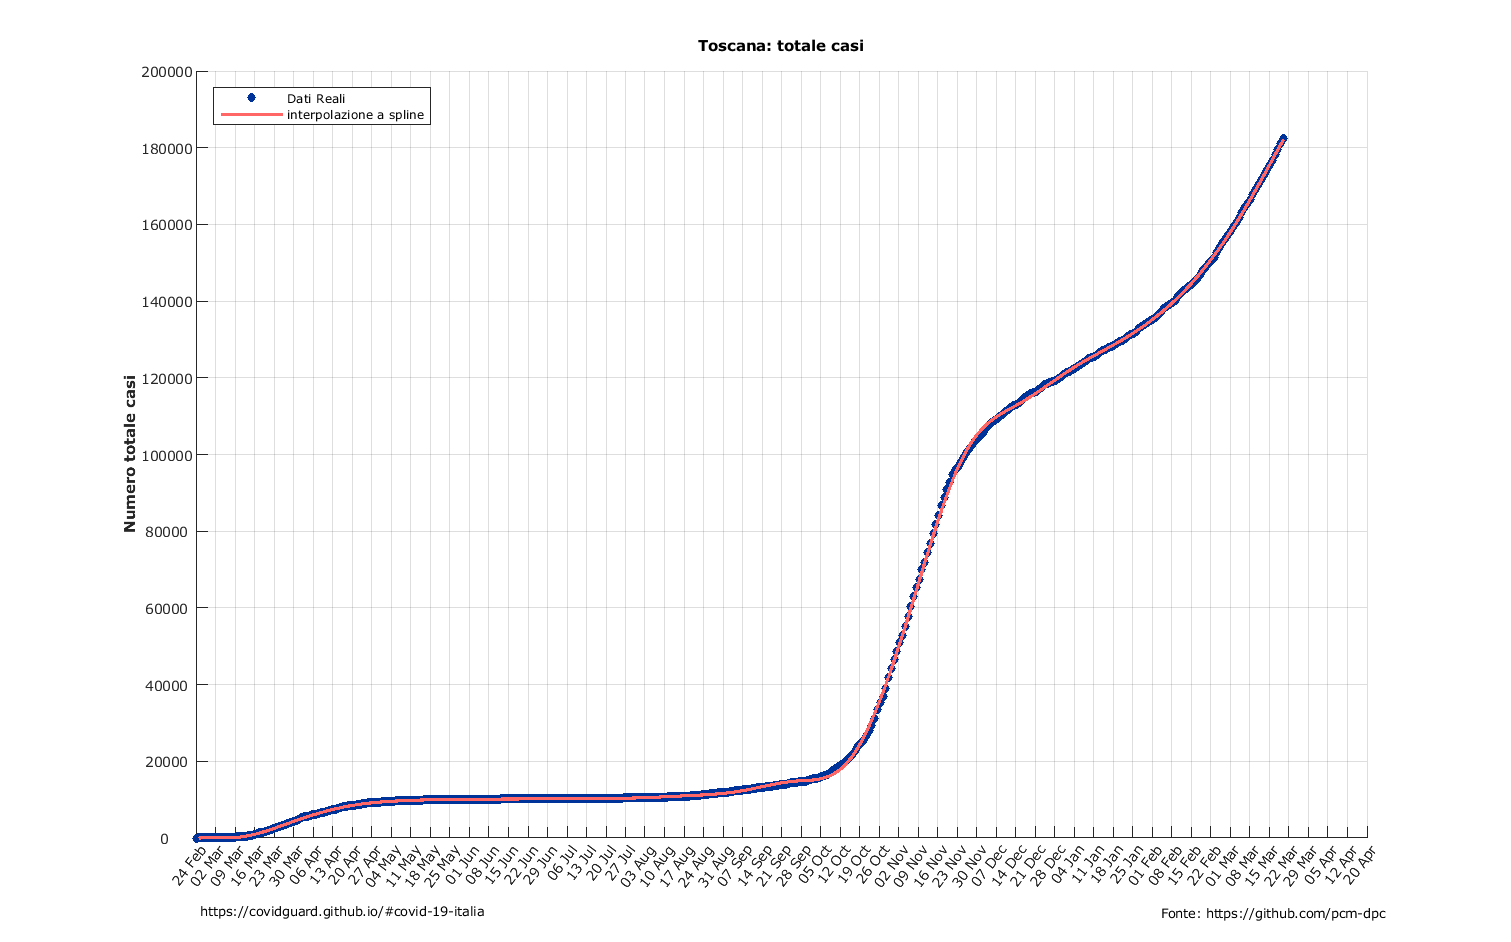 Toscana: totale casi
200000
180000
160000
140000
120000
100000
80000
60000
40000
20000
0
Numero totale casi
Dati Reali
interpolazione a spline
24 Feb
02 Mar
09 Mar
16 Mar
23 Mar
30 Mar
06 Apr
13 Apr
20 Apr
27 Apr
04 May
11 May
18 May
25 May
01 Jun
08 Jun
15 Jun
22 Jun
29 Jun
06 Jul
13 Jul
20 Jul
27 Jul
03 Aug
10 Aug
17 Aug
24 Aug
31 Aug
07 Sep
14 Sep
21 Sep
28 Sep
05 Oct
12 Oct
19 Oct
26 Oct
02 Nov
09 Nov
16 Nov
23 Nov
30 Nov
07 Dec
14 Dec
21 Dec
28 Dec
04 Jan
11 Jan
18 Jan
25 Jan
01 Feb
08 Feb
15 Feb
22 Feb
01 Mar
08 Mar
15 Mar
22 Mar
29 Mar
05 Apr
12 Apr
20 Apr
https://covidguard.github.io/#covid-19-italia
Fonte: https://github.com/pcm-dpc